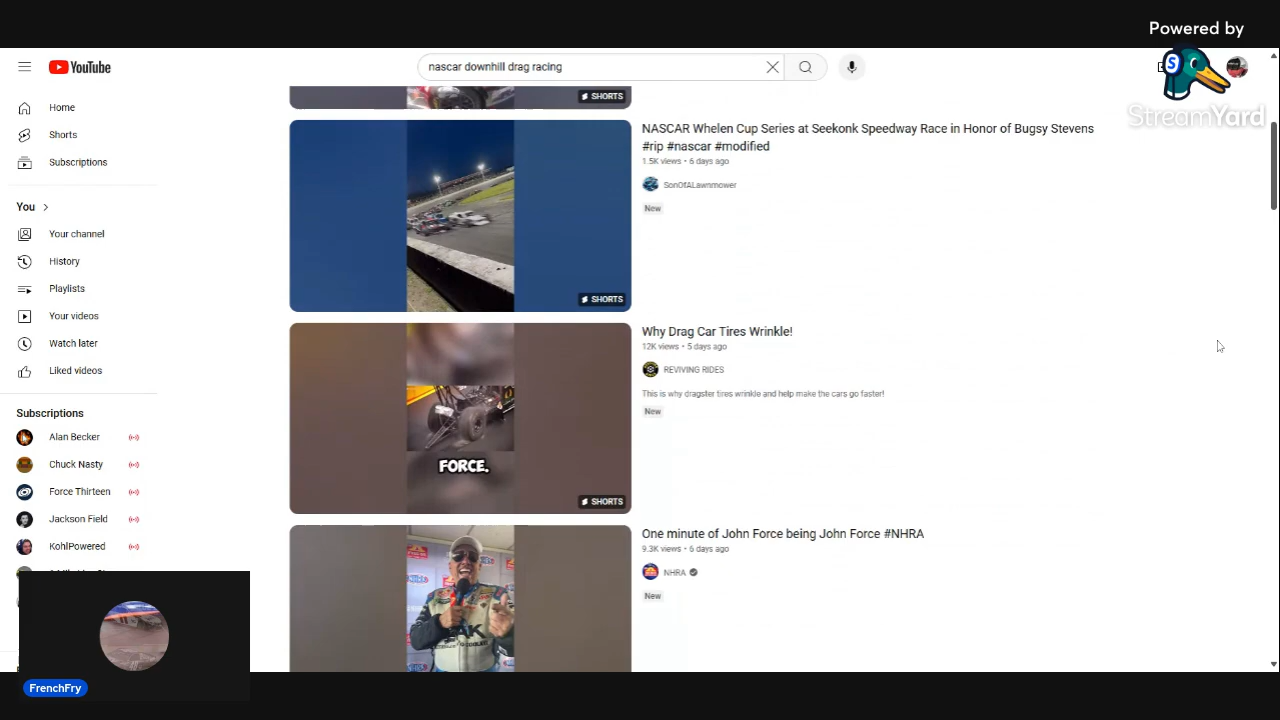 Powered by
StreamYard
YouTube
nascar downhill drag racing
Home
Shorts
Subscriptions
You
Your channel
History
Playlists
Your videos
Watch later
Liked videos
Subscriptions
Alan Becker
Chuck Nasty
Force Thirteen
Jackson Field
KohlPowered
FrenchFry
SHORTS
NASCAR Whelen Cup Series at Seekonk Speedway Race in Honor of Bugsy Stevens
#rip #nascar #modified
1.5K views • 6 days ago
SonOfALawnmower
New
SHORTS
Why Drag Car Tires Wrinkle!
12K views • 5 days ago
REVIVING RIDES
This is why dragster tires wrinkle and help make the cars go faster!
New
FORCE.
SHORTS
One minute of John Force being John Force #NHRA
9.3K views • 6 days ago
NHRA
New